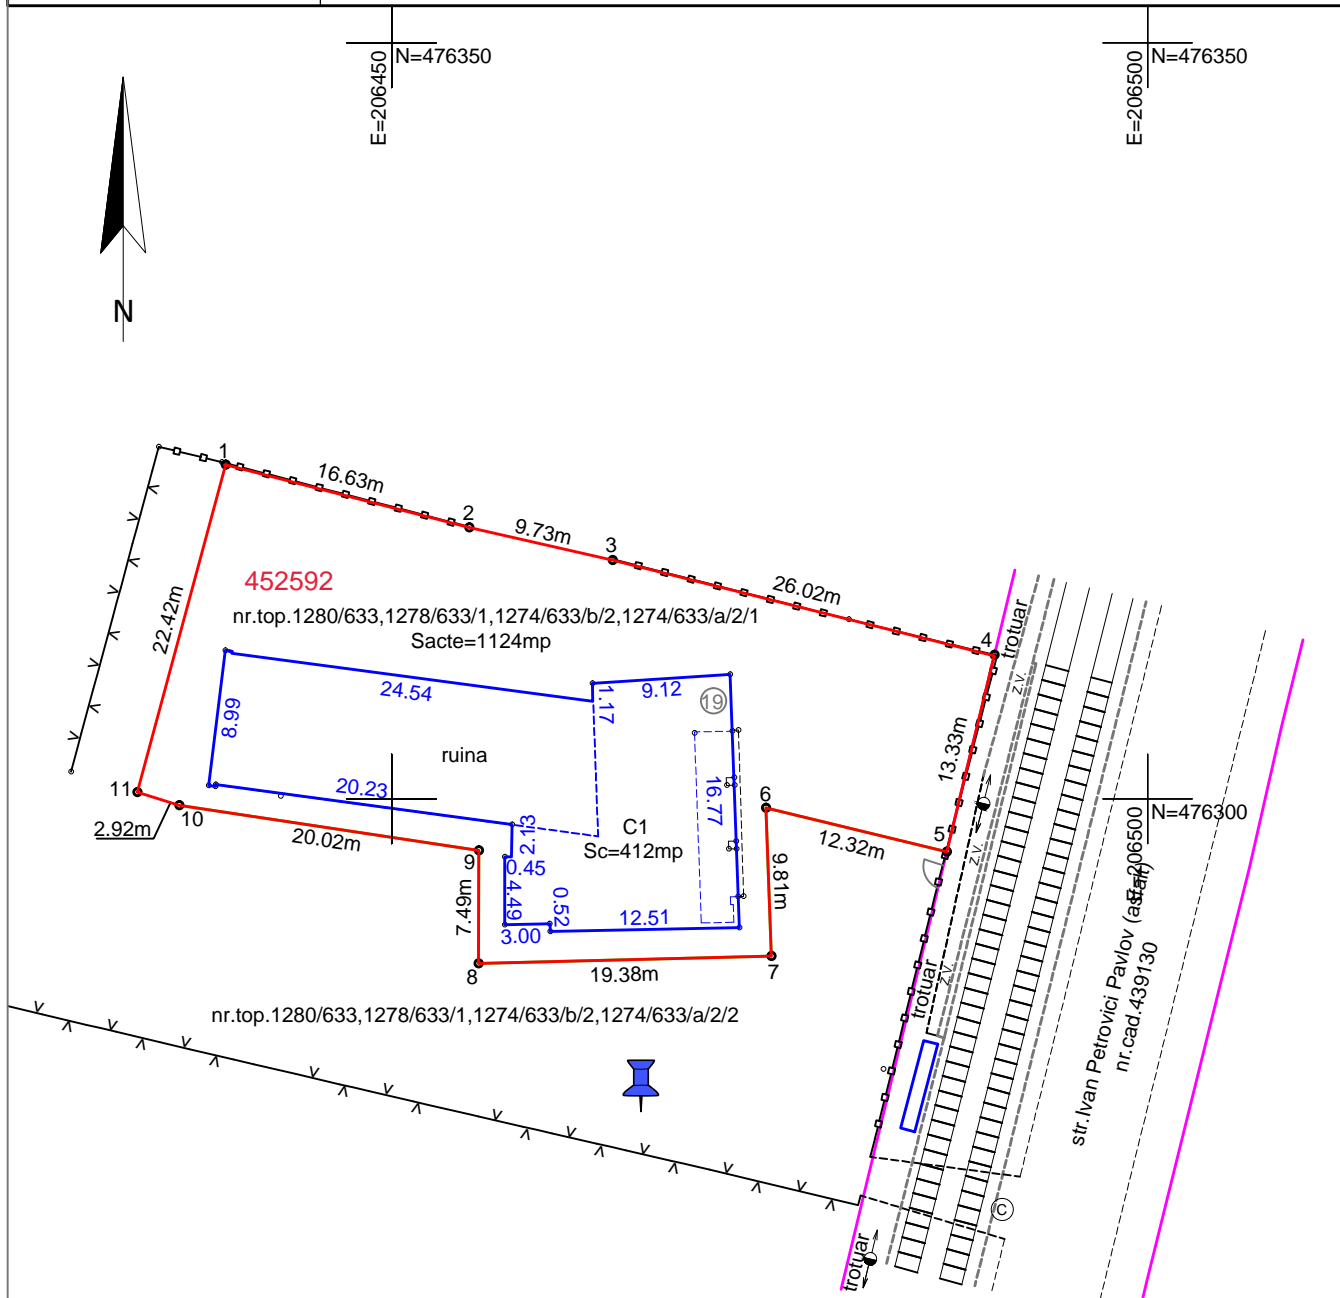 E=206450
N=476350
E=206500
N=476350
N
1
16.63m
2
9.73m
3
26.02m
4
trotuar
452592
nr.top.1280/633,1278/633/1,1274/633/b/2,1274/633/a/2/1
Sacte=1124mp
22.42m
24.54
9.12
1.17
19
8.99
z.v.
ruina
13.33m
16.77
20.23
11
10
2.92m
20.02m
2.13
C1
Sc=412mp
6
12.32m
5
N=476300
E=206500
9
0.45
z.v.
9.81m
7.49m
4.49
0.52
3.00
12.51
8
19.38m
7
z.v.
trotuar
str.Ivan Petrovici Pavlov (asfalt)
nr.cad.439130
nr.top.1280/633,1278/633/1,1274/633/b/2,1274/633/a/2/2
C
trotuar